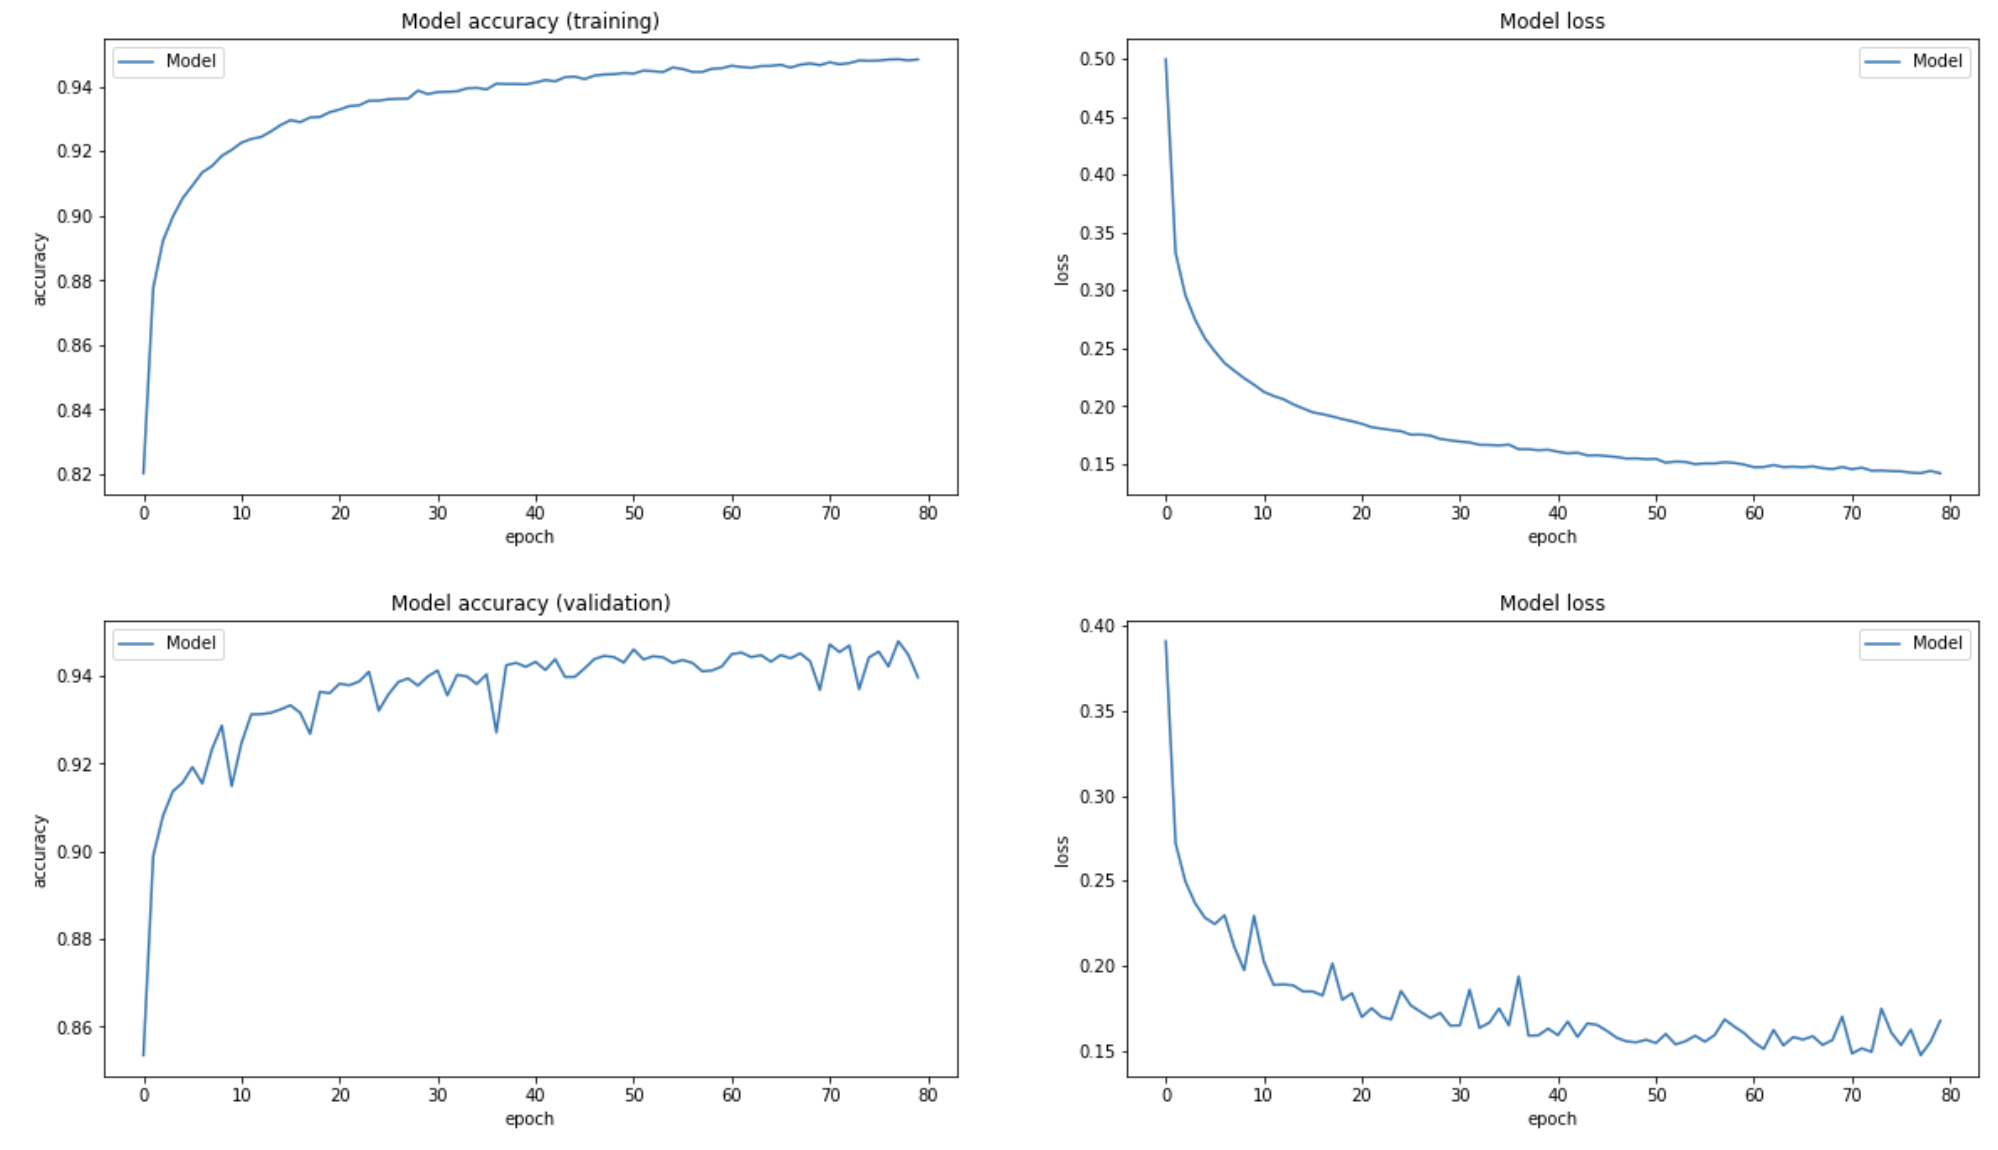 Model accuracy (training)
Model
0.94
0.92
0.90
0.88
0.86
0.84
0.82
accuracy
0 10 20 30 40 50 60 70 80
epoch
Model loss
Model
0.50
0.45
0.40
0.35
0.30
0.25
0.20
0.15
loss
0 10 20 30 40 50 60 70 80
epoch
Model accuracy (validation)
Model
0.94
0.92
0.90
0.88
0.86
accuracy
0 10 20 30 40 50 60 70 80
epoch
Model loss
Model
0.40
0.35
0.30
0.25
0.20
0.15
loss
0 10 20 30 40 50 60 70 80
epoch